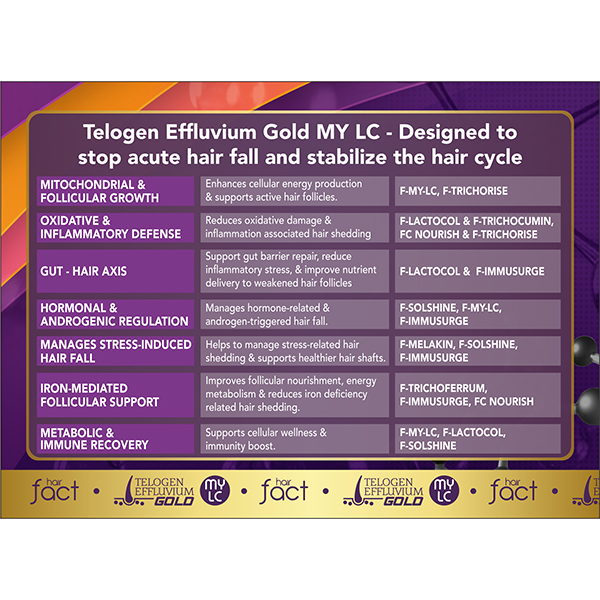 Telogen Effluvium Gold MY LC - Designed to
stop acute hair fall and stabilize the hair cycle
MITOCHONDRIAL &
FOLLICULAR GROWTH
Enhances cellular energy production
& supports active hair follicles.
F-MY-LC, F-TRICHORISE
OXIDATIVE &
INFLAMMATORY DEFENSE
Reduces oxidative damage &
inflammation associated hair shedding
F-LACTOCOL & F-TRICHOCUMIN,
FC NOURISH & F-TRICHORISE
GUT - HAIR AXIS
Support gut barrier repair, reduce
inflammatory stress, & improve nutrient
delivery to weakened hair follicles
F-LACTOCOL & F-IMMUSURGE
HORMONAL &
ANDROGENIC REGULATION
Manages hormone-related &
androgen-triggered hair fall.
F-SOLSHINE, F-MY-LC,
F-IMMUSURGE
MANAGES STRESS-INDUCED
HAIR FALL
Helps to manage stress-related hair
shedding & supports healthier hair shafts.
F-MELAKIN, F-SOLSHINE,
F-IMMUSURGE
IRON-MEDIATED
FOLLICULAR SUPPORT
Improves follicular nourishment, energy
metabolism & reduces iron deficiency
related hair shedding.
F-TRICHOFERRUM,
F-IMMUSURGE, FC NOURISH
METABOLIC &
IMMUNE RECOVERY
Supports cellular wellness &
immunity boost.
F-MY-LC, F-LACTOCOL,
F-SOLSHINE
hair
fact
TELOGEN
EFFLUVIUM
GOLD
MY
LC
hair
fact
TELOGEN
EFFLUVIUM
GOLD
MY
LC
hair
fact
TE
EFF